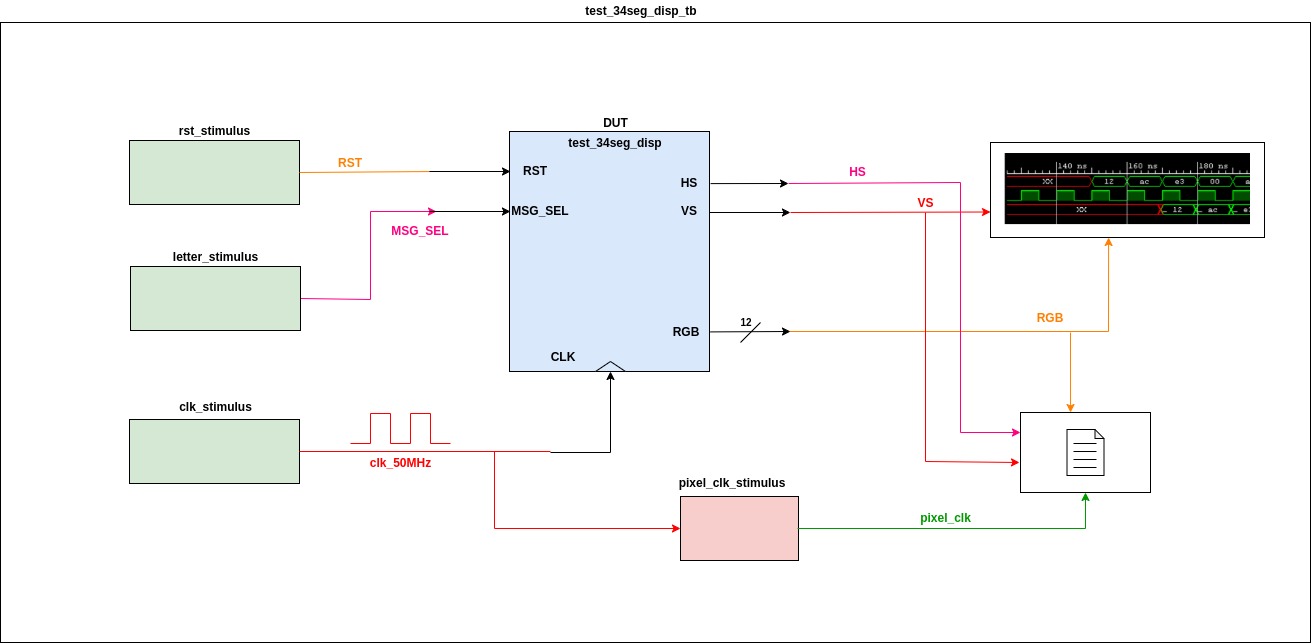 test_34seg_disp_tb
DUT
rst_stimulus
test_34seg_disp
RST
RST
HS
HS
VS
MSG_SEL
VS
MSG_SEL
140 ns
160 ns
180 ns
XX
12
ac
e3
00
XX
12
ac
letter_stimulus
12
RGB
RGB
CLK
clk_stimulus
clk_50MHz
pixel_clk_stimulus
pixel_clk